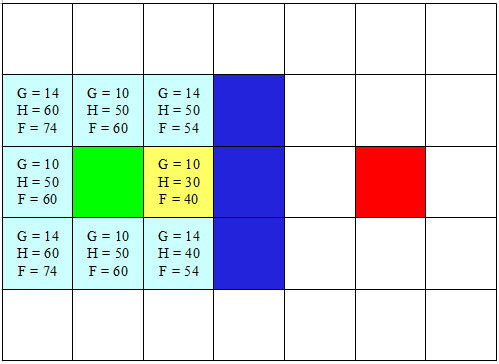 G = 14
H = 60
F = 74
G = 10
H = 50
F = 60
G = 14
H = 50
F = 54
G = 10
H = 50
F = 60
G = 10
H = 30
F = 40
G = 14
H = 60
F = 74
G = 10
H = 50
F = 60
G = 14
H = 40
F = 54